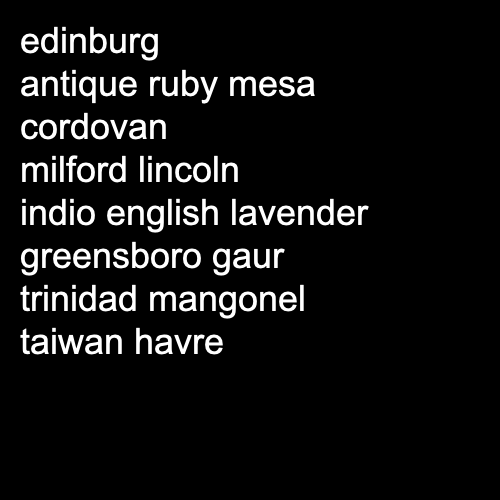 edinburg
antique ruby mesa
cordovan
milford lincoln
indio english lavender
greensboro gaur
trinidad mangonel
taiwan havre